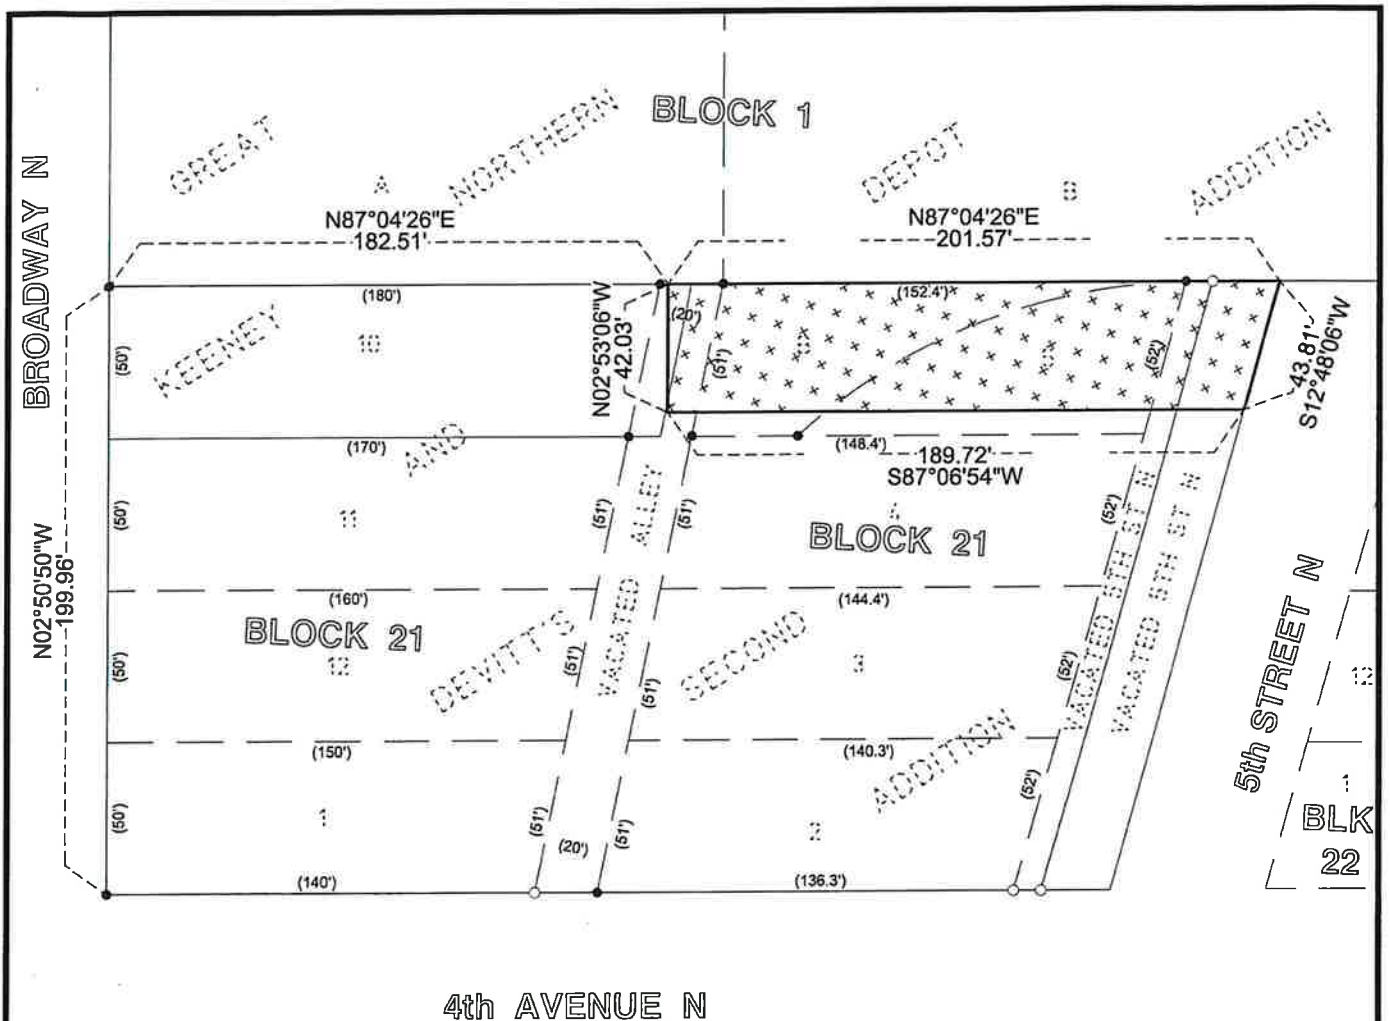 BLOCK 1
GREAT NORTHERN DEPOT ADDITION
A
B
N87°04'26"E
182.51'
N87°04'26"E
201.57'
BROADWAY N
(180')
(152.4')
(20')
KEENEY
10
(50')
N02°53'06"W
42.03'
(51')
(52')
43.81'
S12°48'06"W
(170')
AND
(148.4')
189.72'
S87°06'54"W
N02°50'50"W
199.96'
(50')
11
(51')
VACATED ALLEY
(51')
BLOCK 21
(52')
VACATED 5TH ST N
VACATED 5TH ST N
5th STREET N
(160')
(144.4')
BLOCK 21
(50')
12
DEVITT'S
(51')
(51')
SECOND
3
(52')
12
(150')
(140.3')
ADDITION
(50')
1
(51')
(20')
(51')
2
(52')
1
BLK
22
(140')
(136.3')
4th AVENUE N